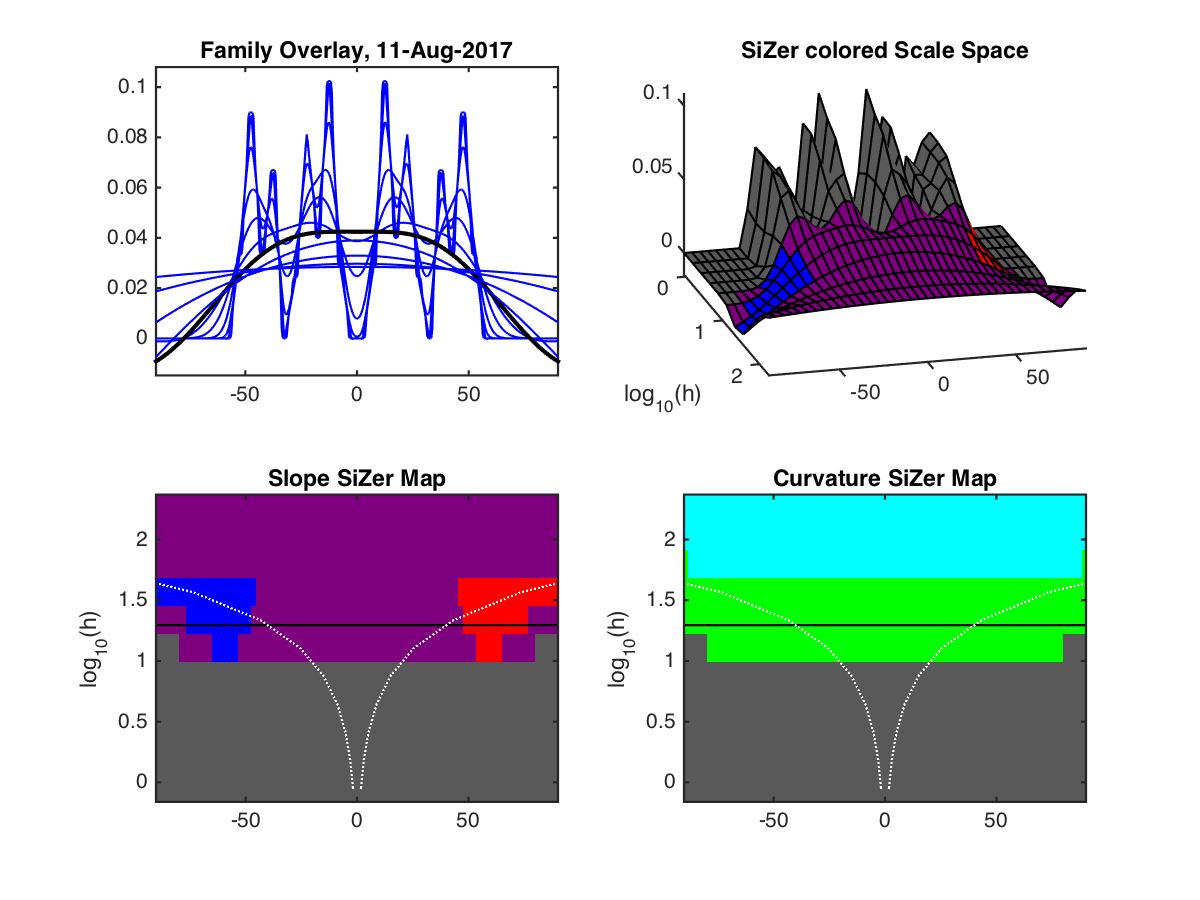 Family Overlay, 11-Aug-2017
0.1
0.08
0.06
0.04
0.02
0
-50 0 50
SiZer colored Scale Space
0.1
0.05
0
0
1
2
log10(h)
-50 0 50
Slope SiZer Map
2
1.5
1
0.5
0
log10(h)
-50 0 50
Curvature SiZer Map
2
1.5
1
0.5
0
log10(h)
-50 0 50